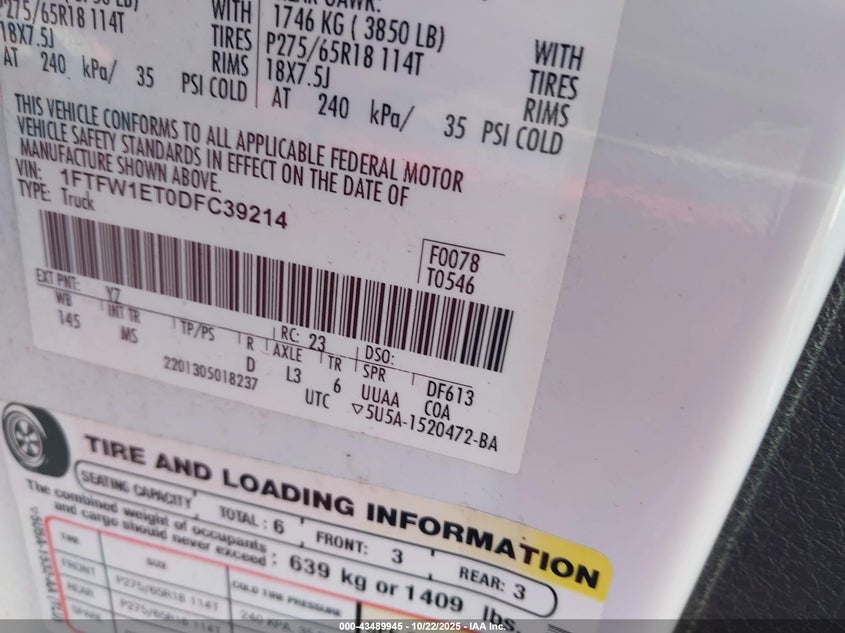 WITH
P275/65R18 114T TIRES
18X7.5J RIMS
AT 240 kPa/ 35 PSI COLD
1746 KG ( 3850 LB) WITH
P275/65R18 114T TIRES
18X7.5J RIMS
AT 240 kPa/ 35 PSI COLD
THIS VEHICLE CONFORMS TO ALL APPLICABLE FEDERAL MOTOR
VEHICLE SAFETY STANDARDS IN EFFECT ON THE DATE OF
MANUFACTURE SHOWN ABOVE.
VIN: 1FTFW1ET0DFC39214
TYPE: Truck
F0078
T0546
EXT PNT: YZ RC: 23 DSO:
WB INT TR TP/PS R AXLE TR SPR
145 MS D L3 6 UUAA DF613
COA
2201305018237 UTC ▽5U5A-1520472-BA
TIRE AND LOADING INFORMATION
SEATING CAPACITY TOTAL : 6 FRONT: 3 REAR: 3
The combined weight of occupants
and cargo should never exceed : 639 kg or 1409 lbs.
TIRE SIZE COLD TIRE PRESSURE
FRONT P275/65R18 114T 240 KPA, 35
REAR P275/65R18 114T
SPARE
000-43489945 - 10/22/2025 - IAA Inc.